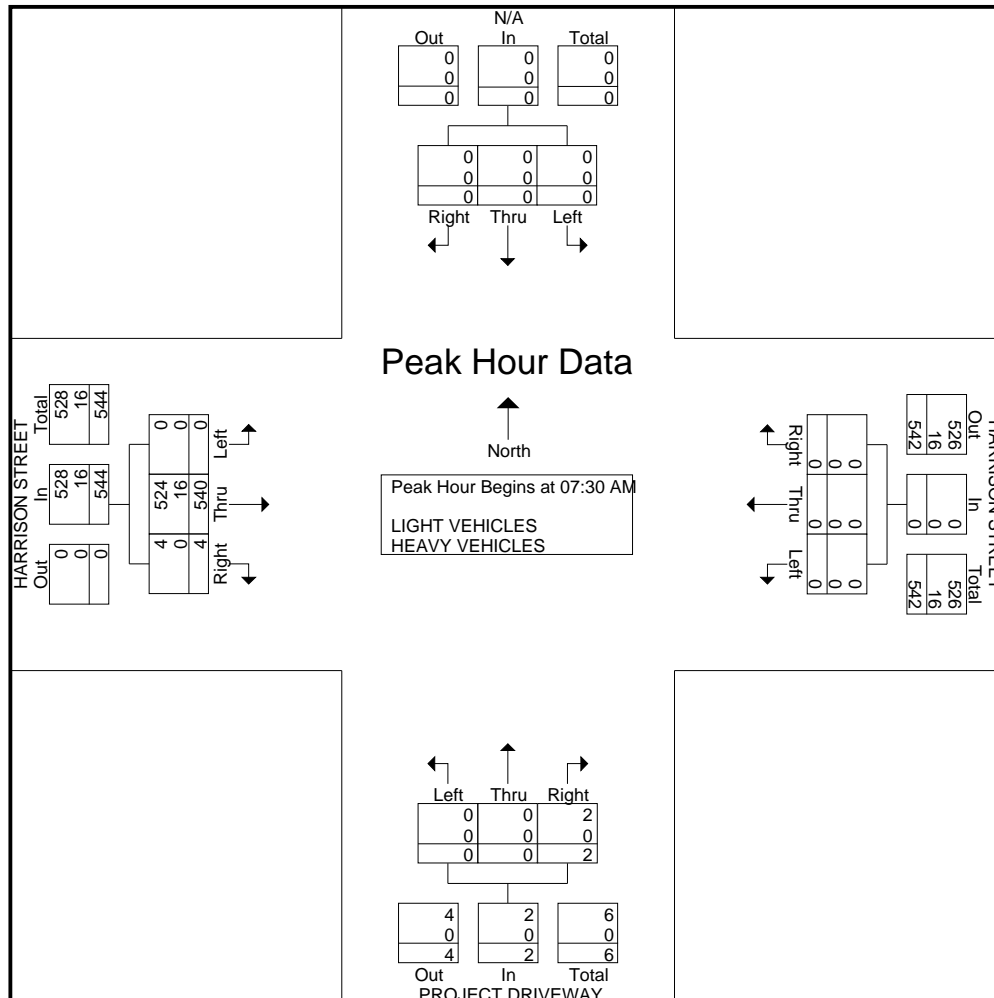 N/A
Out In Total
0 0 0
0 0 0
0 0 0
0 0 0
0 0 0
0 0 0
Right Thru Left
Peak Hour Data
North
Peak Hour Begins at 07:30 AM
LIGHT VEHICLES
HEAVY VEHICLES
HARRISON STREET
Out In Total
0 528 528
0 16 16
0 544 544
Right Thru Left
4 524 0
0 16 0
4 540 0
HARRISON STREET
Out In Total
526 0 526
16 0 16
542 0 542
Right Thru Left
0 0 0
0 0 0
0 0 0
Left Thru Right
0 0 2
0 0 0
0 0 2
4 2 6
0 0 0
4 2 6
Out In Total
PROJECT DRIVEWAY